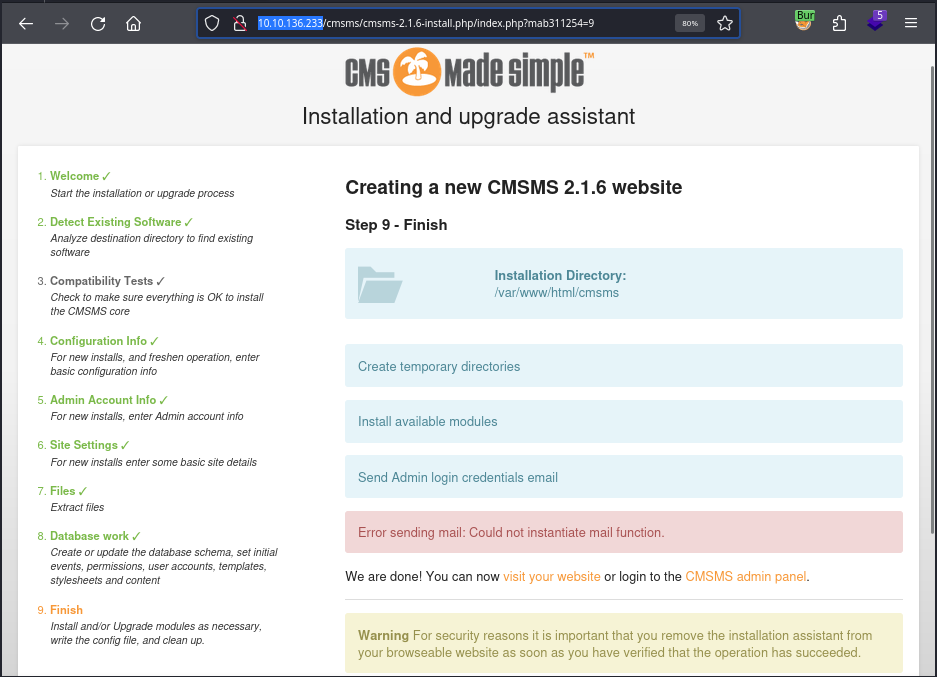 Bur
5
10.10.136.233/cmsms/cmsms-2.1.6-install.php/index.php?mab311254=9
80%
CMS made simple™
Installation and upgrade assistant
1. Welcome ✓
Start the installation or upgrade process
2. Detect Existing Software ✓
Analyze destination directory to find existing
software
3. Compatibility Tests ✓
Check to make sure everything is OK to install
the CMSMS core
4. Configuration Info ✓
For new installs, and freshen operation, enter
basic configuration info
5. Admin Account Info ✓
For new installs, enter Admin account info
6. Site Settings ✓
For new installs enter some basic site details
7. Files ✓
Extract files
8. Database work ✓
Create or update the database schema, set initial
events, permissions, user accounts, templates,
stylesheets and content
9. Finish
Install and/or Upgrade modules as necessary,
write the config file, and clean up.
Creating a new CMSMS 2.1.6 website
Step 9 - Finish
Installation Directory:
/var/www/html/cmsms
Create temporary directories
Install available modules
Send Admin login credentials email
Error sending mail: Could not instantiate mail function.
We are done! You can now visit your website or login to the CMSMS admin panel.
Warning For security reasons it is important that you remove the installation assistant from
your browseable website as soon as you have verified that the operation has succeeded.